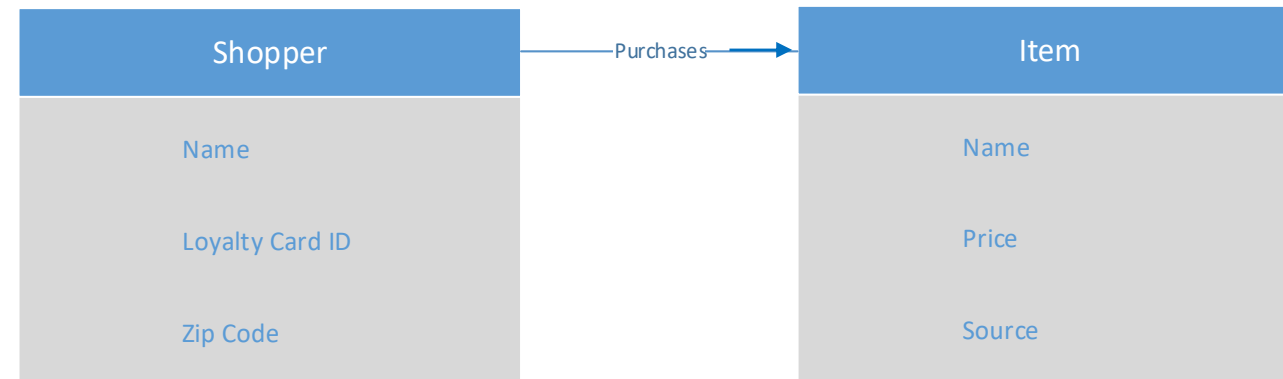 Shopper
Name
Loyalty Card ID
Zip Code
Purchases
Item
Name
Price
Source